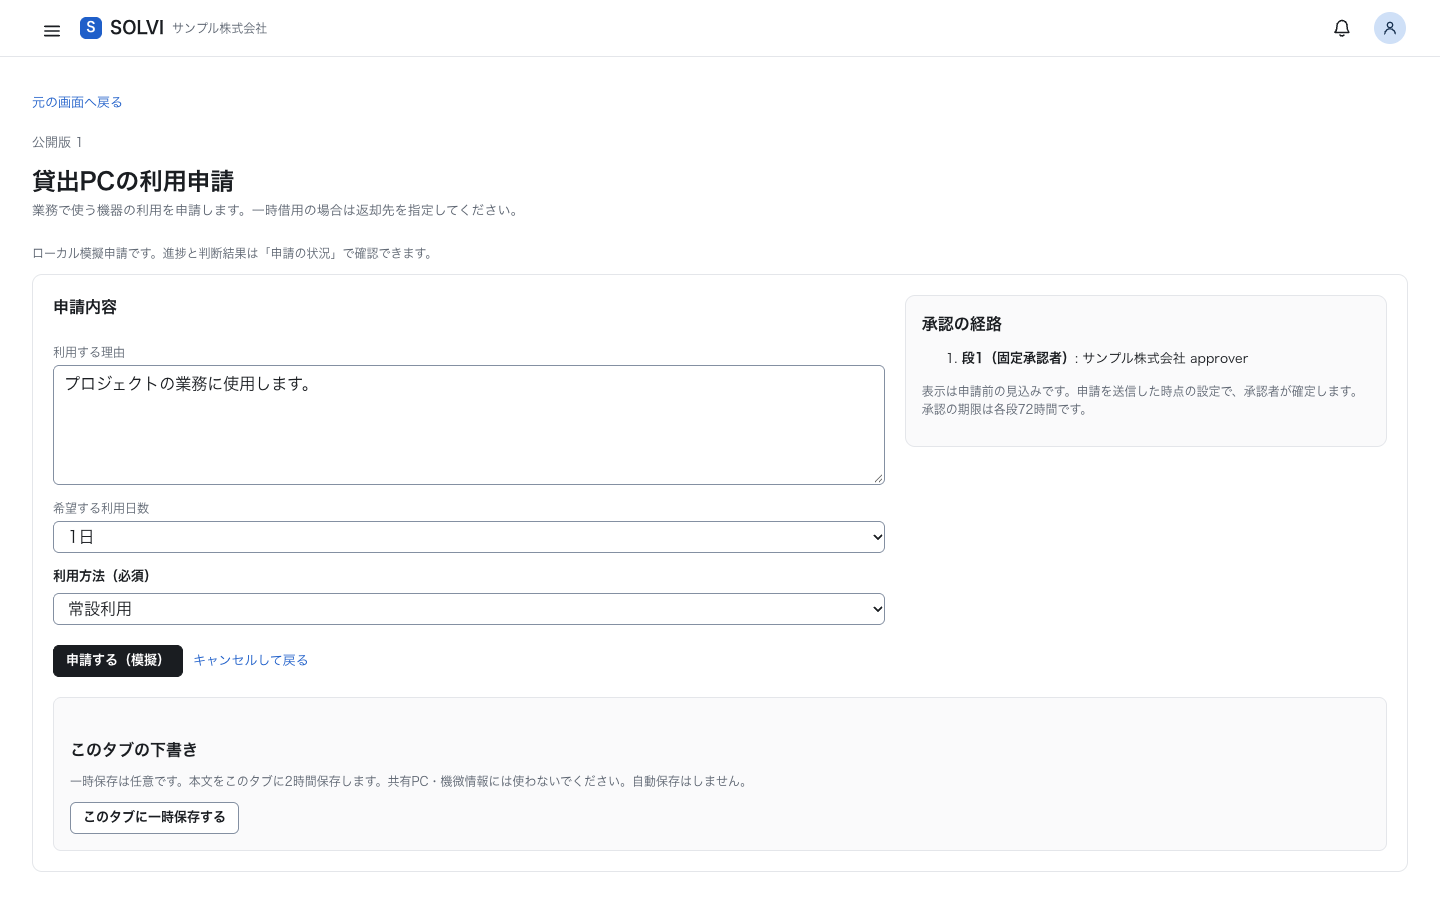 S SOLVI サンプル株式会社
元の画面へ戻る
公開版 1
貸出PCの利用申請
業務で使う機器の利用を申請します。一時借用の場合は返却先を指定してください。
ローカル模擬申請です。進捗と判断結果は「申請の状況」で確認できます。
申請内容
利用する理由
プロジェクトの業務に使用します。
希望する利用日数
1日
利用方法（必須）
常設利用
申請する（模擬） キャンセルして戻る
承認の経路
1. 段1（固定承認者）: サンプル株式会社 approver
表示は申請前の見込みです。申請を送信した時点の設定で、承認者が確定します。
承認の期限は各段72時間です。
このタブの下書き
一時保存は任意です。本文をこのタブに2時間保存します。共有PC・機微情報には使わないでください。自動保存はしません。
このタブに一時保存する